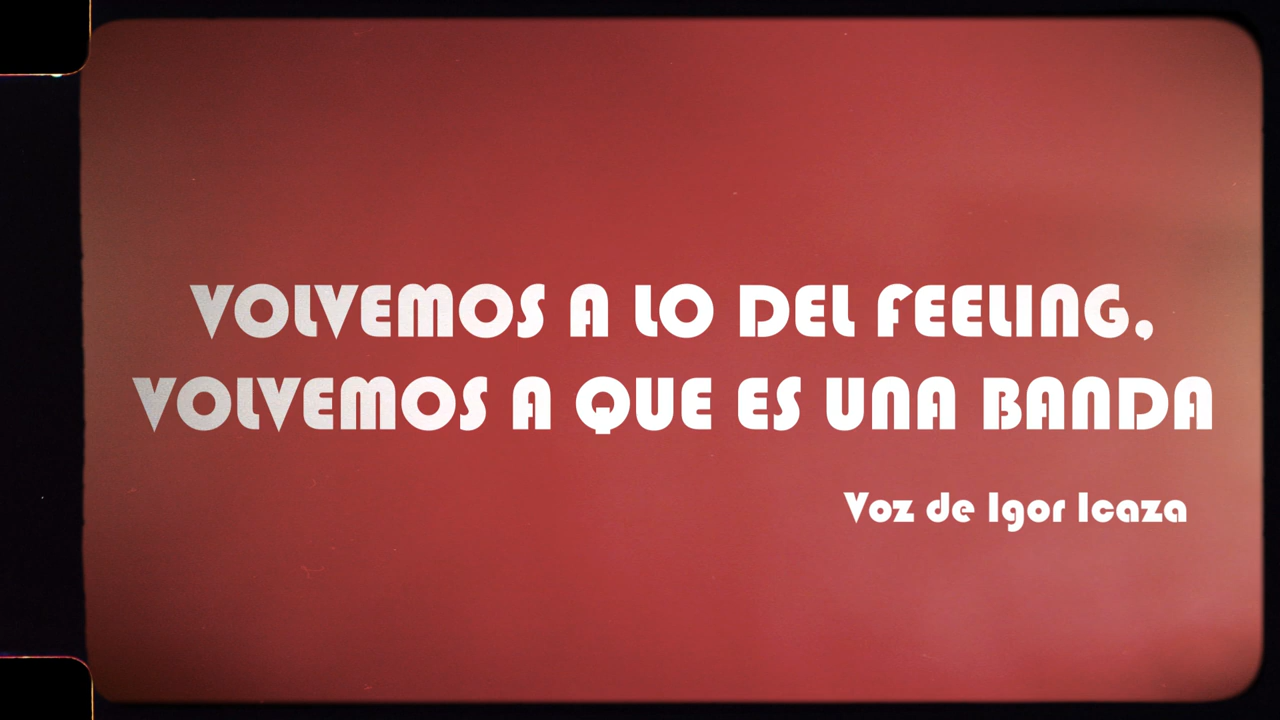 VOLVEMOS A LO DEL FEELING,
VOLVEMOS A QUE ES UNA BANDA
Voz de Igor Icaza